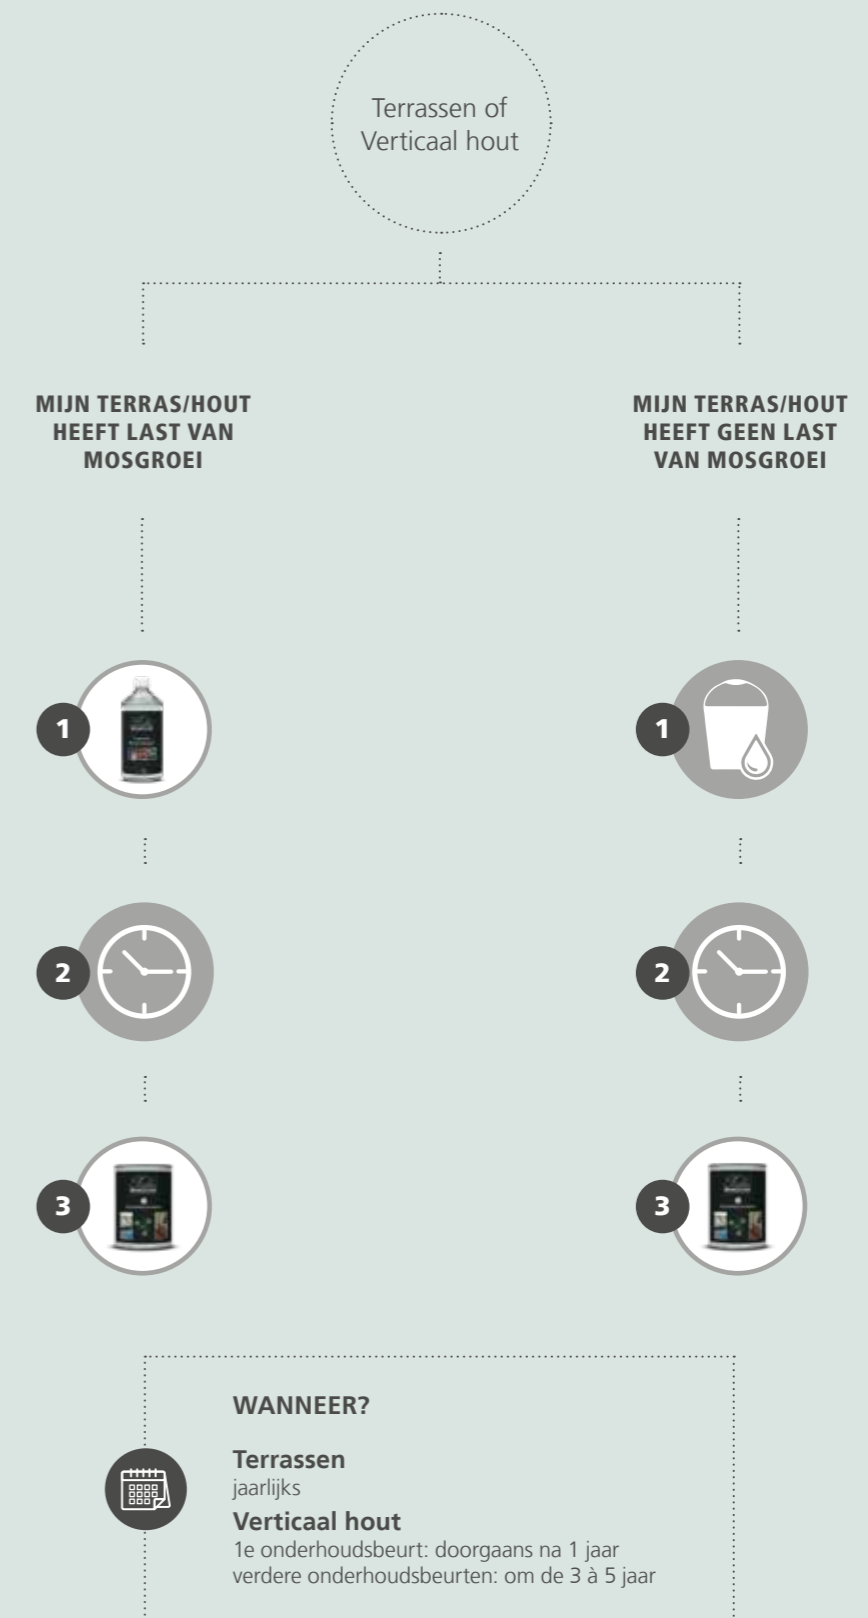 Terrassen of
Verticaal hout
MIJN TERRAS/HOUT
HEEFT LAST VAN
MOSGROEI
MIJN TERRAS/HOUT
HEEFT GEEN LAST
VAN MOSGROEI
1
1
2
2
3
3
WANNEER?
Terrassen
jaarlijks
Verticaal hout
1e onderhoudsbeurt: doorgaans na 1 jaar
verdere onderhoudsbeurten: om de 3 à 5 jaar